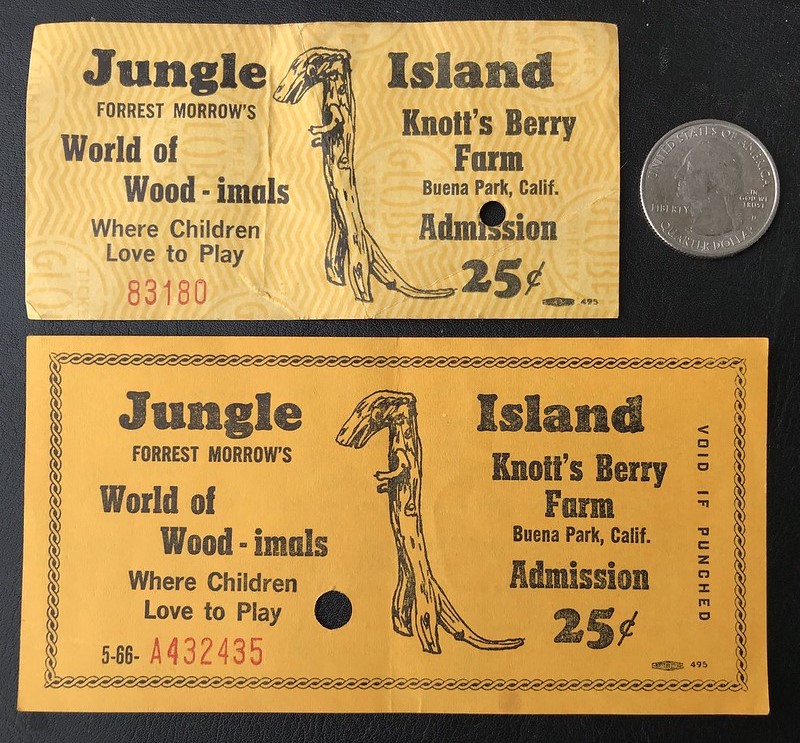 Jungle Island
FORREST MORROW'S
World of
Wood-imals
Where Children
Love to Play
83180
Knott's Berry
Farm
Buena Park, Calif.
Admission
25¢
495
UNITED STATES OF AMERICA
LIBERTY
IN
GOD WE
TRUST
QUARTER DOLLAR
Jungle Island
FORREST MORROW'S
World of
Wood-imals
Where Children
Love to Play
5-66- A432435
Knott's Berry
Farm
Buena Park, Calif.
Admission
25¢
495
VOID IF PUNCHED